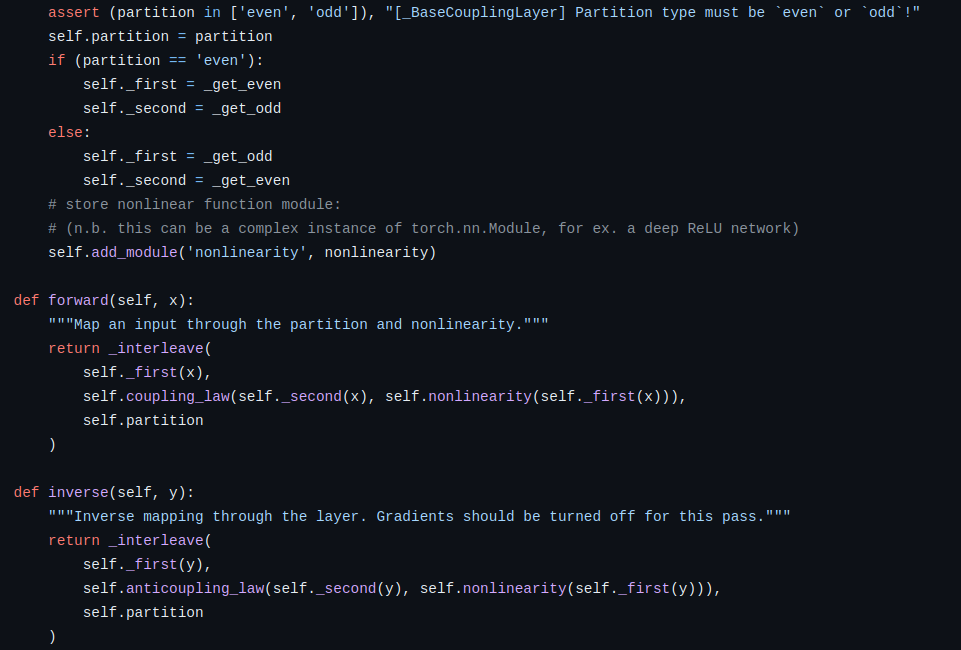 assert (partition in ['even', 'odd']), "[_BaseCouplingLayer] Partition type must be `even` or `odd`!"
        self.partition = partition
        if (partition == 'even'):
            self._first = _get_even
            self._second = _get_odd
        else:
            self._first = _get_odd
            self._second = _get_even
        # store nonlinear function module:
        # (n.b. this can be a complex instance of torch.nn.Module, for ex. a deep ReLU network)
        self.add_module('nonlinearity', nonlinearity)

    def forward(self, x):
        """Map an input through the partition and nonlinearity."""
        return _interleave(
            self._first(x),
            self.coupling_law(self._second(x), self.nonlinearity(self._first(x))),
            self.partition
        )

    def inverse(self, y):
        """Inverse mapping through the layer. Gradients should be turned off for this pass."""
        return _interleave(
            self._first(y),
            self.anticoupling_law(self._second(y), self.nonlinearity(self._first(y))),
            self.partition
        )